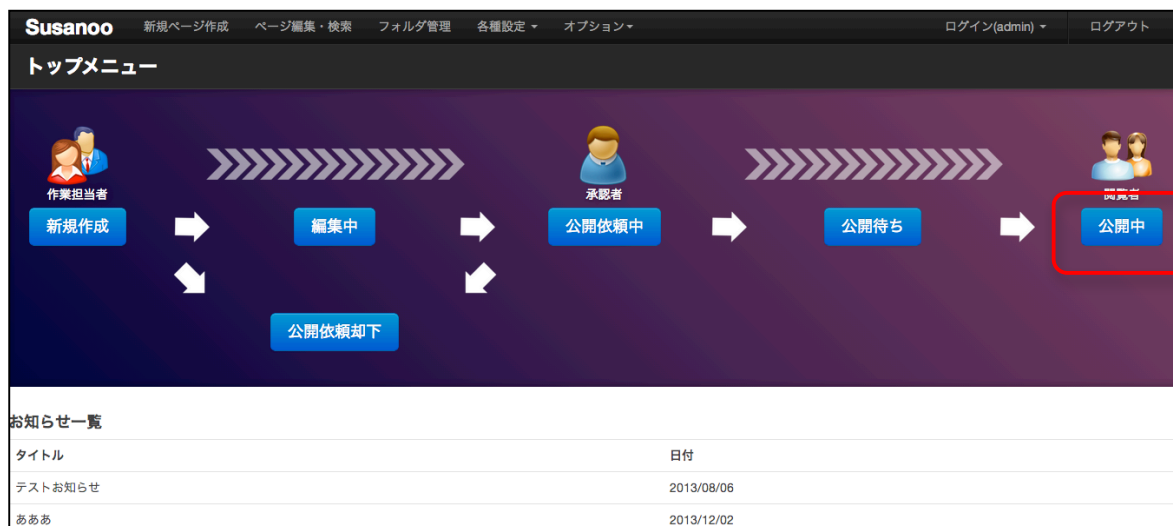 Susanoo 新規ページ作成 ページ編集・検索 フォルダ管理 各種設定 オプション ログイン(admin) ログアウト
トップメニュー
作業担当者 承認者 閲覧者
新規作成 編集中 公開依頼中 公開待ち 公開中
公開依頼却下
お知らせ一覧
タイトル 日付
テストお知らせ 2013/08/06
あああ 2013/12/02